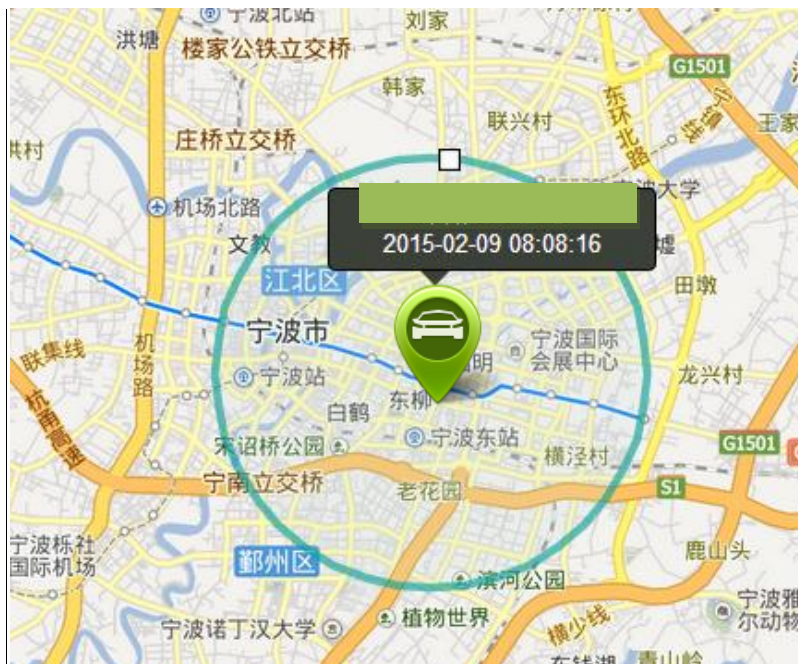 宁波北站
刘家
洪塘
楼家公铁立交桥
G1501
韩家
东环北路
宁镇线
联兴村
王家
庄桥立交桥
洪村
机场北路
2015-02-09 08:08:16
文教
江北区
田墩
宁波市
宁波国际
会展中心
联集线
机场路
宁波站
龙兴村
白鹤
东柳
杭甬高速
宋诏桥公园
宁波东站
横泾村
G1501
宁南立交桥
老花园
S1
宁波栎社
国际机场
鄞州区
鹿山头
滨河公园
植物世界
宁波雅
尔动物
宁波诺丁汉大学
横少线